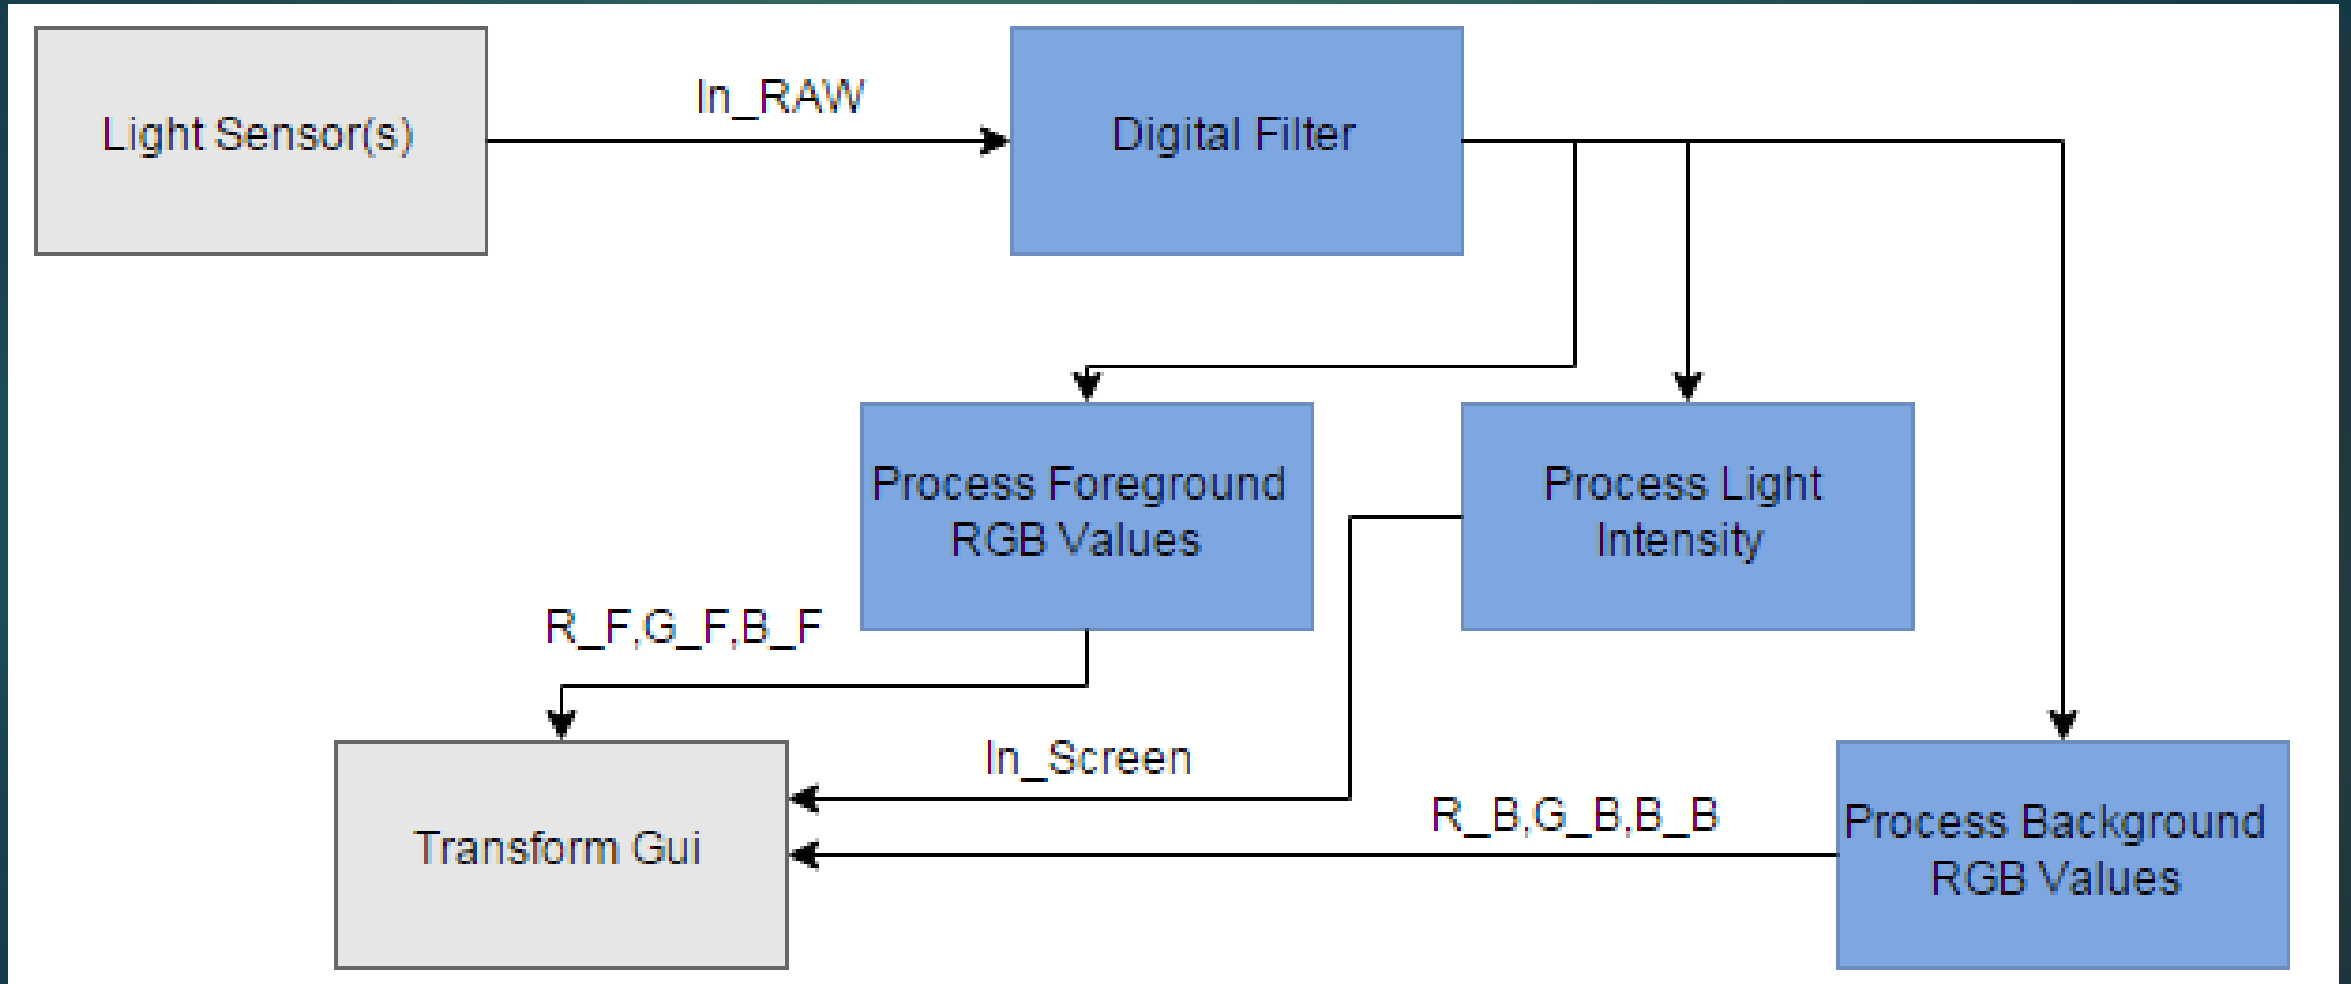 Light Sensor(s)
In_RAW
Digital Filter
Process Foreground
RGB Values
Process Light
Intensity
R_F,G_F,B_F
In_Screen
R_B,G_B,B_B
Transform Gui
Process Background
RGB Values